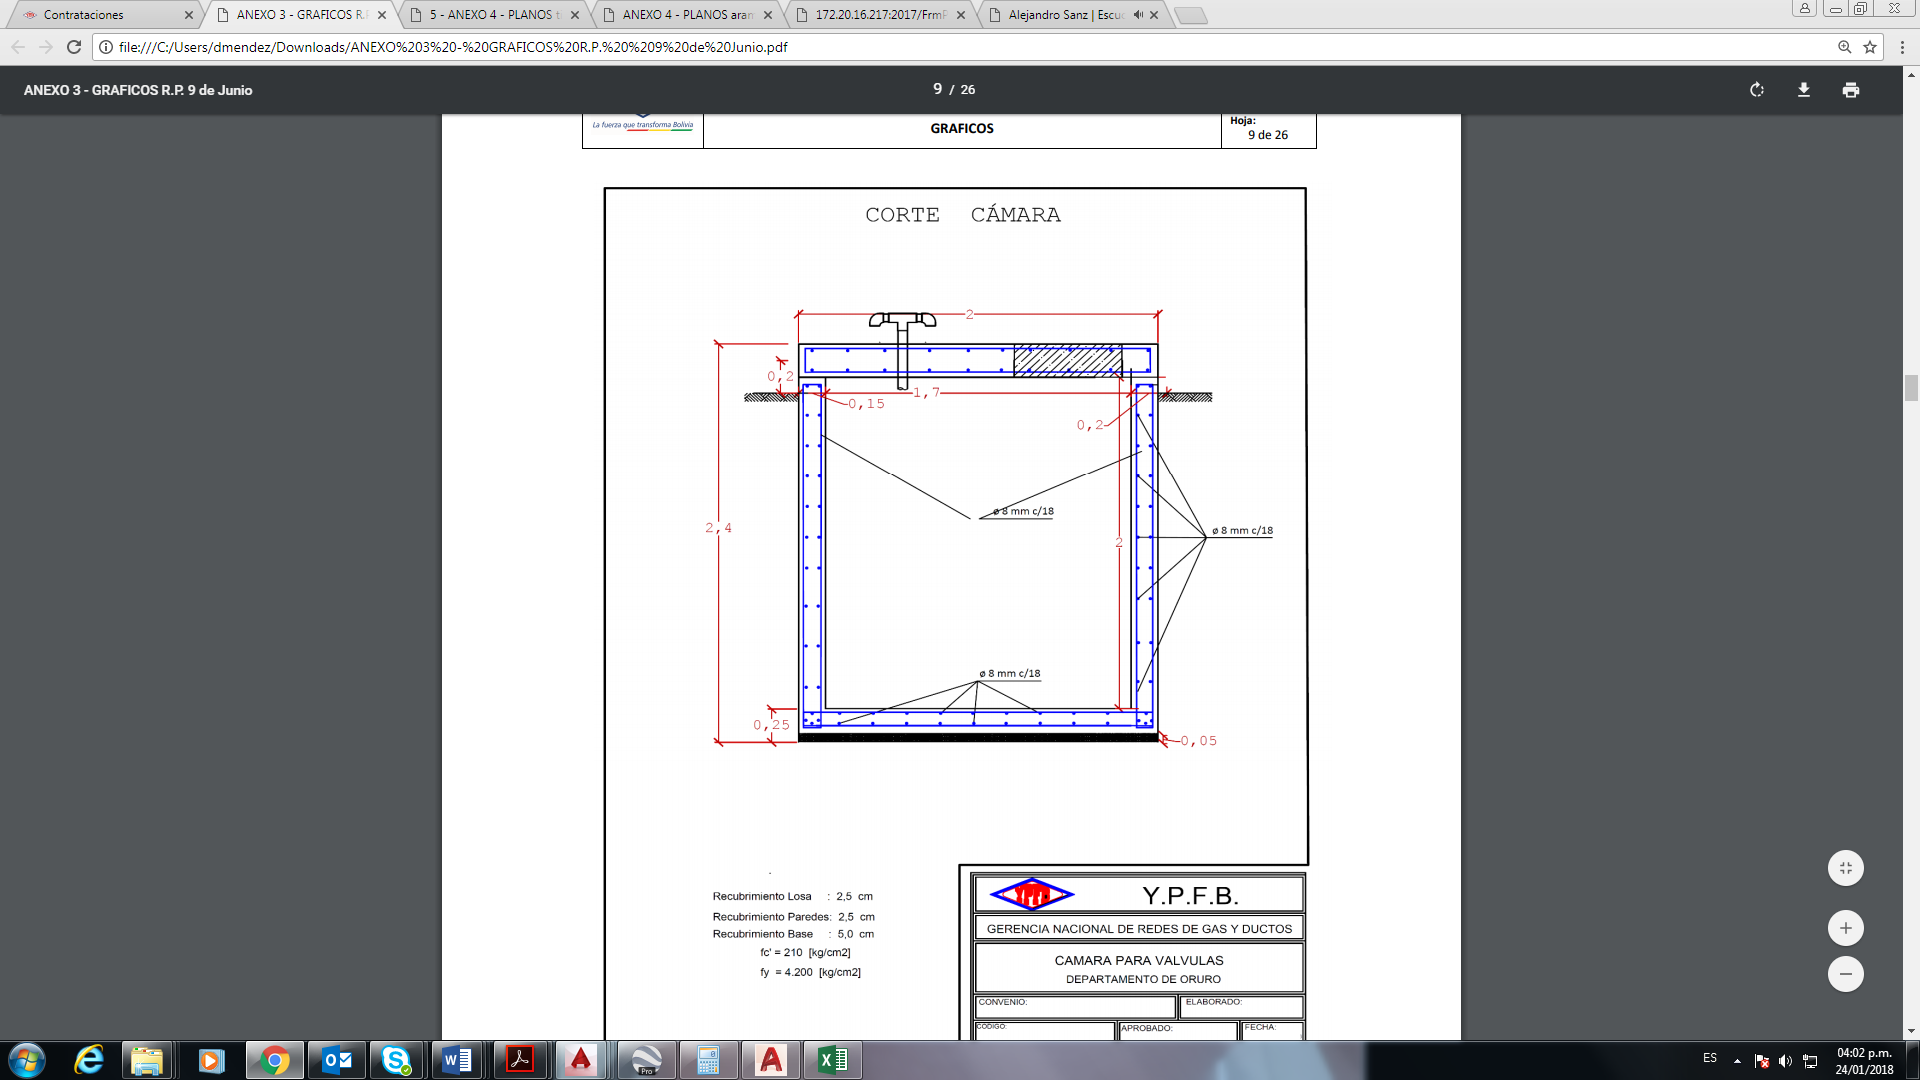 Contrataciones
ANEXO 3 - GRAFICOS R.P.
5 - ANEXO 4 - PLANOS t
ANEXO 4 - PLANOS aran
172.20.16.217:2017/FrmP
Alejandro Sanz | Escuc
file:///C:/Users/dmendez/Downloads/ANEXO%203%20-%20GRAFICOS%20R.P.%20%209%20de%20Junio.pdf
ANEXO 3 - GRAFICOS R.P. 9 de Junio
9 / 26
La fuerza que transforma Bolivia
GRAFICOS
Hoja:
9 de 26
CORTE CÁMARA
2
0,2
0,15
1,7
0,2
ø 8 mm c/18
2,4
ø 8 mm c/18
2
ø 8 mm c/18
0,25
0,05
Recubrimiento Losa : 2,5 cm
Recubrimiento Paredes: 2,5 cm
Recubrimiento Base : 5,0 cm
fc' = 210 [kg/cm2]
fy = 4.200 [kg/cm2]
YPFB
Y.P.F.B.
GERENCIA NACIONAL DE REDES DE GAS Y DUCTOS
CAMARA PARA VALVULAS
DEPARTAMENTO DE ORURO
CONVENIO:
ELABORADO:
CODIGO:
APROBADO:
FECHA:
Pro
ES
04:02 p.m.
24/01/2018